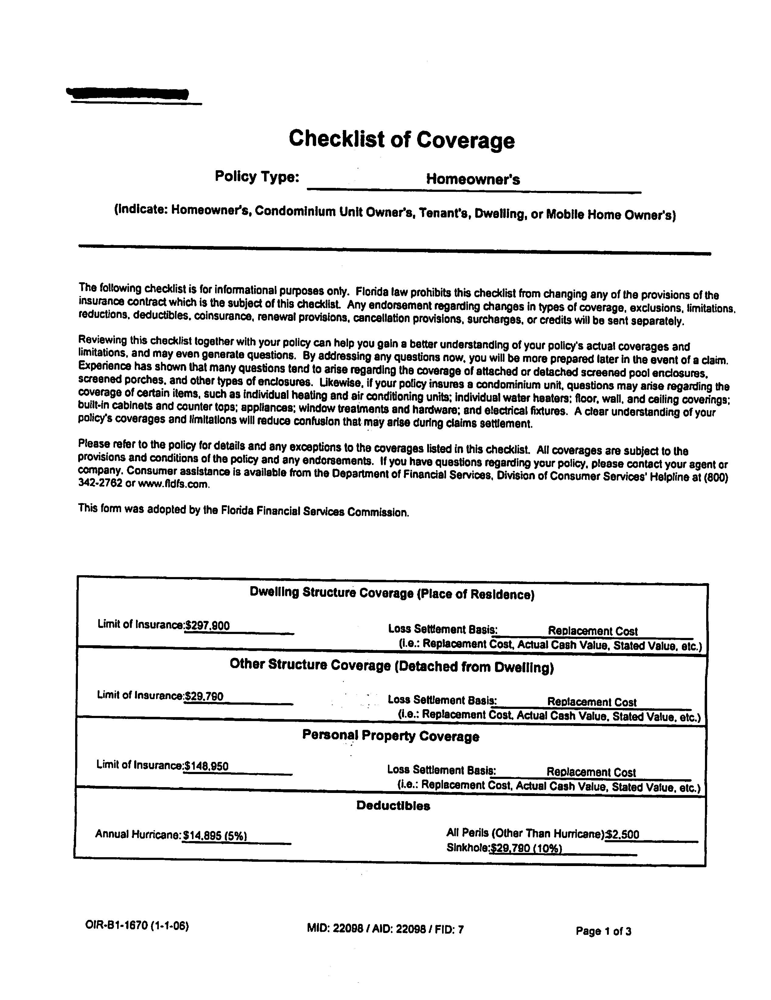 Checklist of Coverage
Policy Type: Homeowner's
(Indicate: Homeowner's, Condominium Unit Owner's, Tenant's, Dwelling, or Mobile Home Owner's)
The following checklist is for informational purposes only. Florida law prohibits this checklist from changing any of the provisions of the
insurance contract which is the subject of this checklist. Any endorsement regarding changes in types of coverage, exclusions, limitations,
reductions, deductibles, coinsurance, renewal provisions, cancellation provisions, surcharges, or credits will be sent separately.
Reviewing this checklist together with your policy can help you gain a better understanding of your policy's actual coverages and
limitations, and may even generate questions. By addressing any questions now, you will be more prepared later in the event of a claim.
Experience has shown that many questions tend to arise regarding the coverage of attached or detached screened pool enclosures,
screened porches, and other types of enclosures. Likewise, if your policy insures a condominium unit, questions may arise regarding the
coverage of certain items, such as individual heating and air conditioning units; individual water heaters; floor, wall, and ceiling coverings;
built-in cabinets and counter tops; appliances; window treatments and hardware; and electrical fixtures. A clear understanding of your
policy's coverages and limitations will reduce confusion that may arise during claims settlement.
Please refer to the policy for details and any exceptions to the coverages listed in this checklist. All coverages are subject to the
provisions and conditions of the policy and any endorsements. If you have questions regarding your policy, please contact your agent or
company. Consumer assistance is available from the Department of Financial Services, Division of Consumer Services' Helpline at (800)
342-2762 or www.fldfs.com.
This form was adopted by the Florida Financial Services Commission.
Dwelling Structure Coverage (Place of Residence)
Limit of Insurance:$297,900 Loss Settlement Basis: Replacement Cost
(i.e.: Replacement Cost, Actual Cash Value, Stated Value, etc.)
Other Structure Coverage (Detached from Dwelling)
Limit of Insurance:$29,790 Loss Settlement Basis: Replacement Cost
(i.e.: Replacement Cost, Actual Cash Value, Stated Value, etc.)
Personal Property Coverage
Limit of Insurance:$148,950 Loss Settlement Basis: Replacement Cost
(i.e.: Replacement Cost, Actual Cash Value, Stated Value, etc.)
Deductibles
Annual Hurricane: $14,895 (5%) All Perils (Other Than Hurricane):$2,500
Sinkhole:$29,790 (10%)
OIR-B1-1670 (1-1-06) MID: 22098 / AID: 22098 / FID: 7 Page 1 of 3